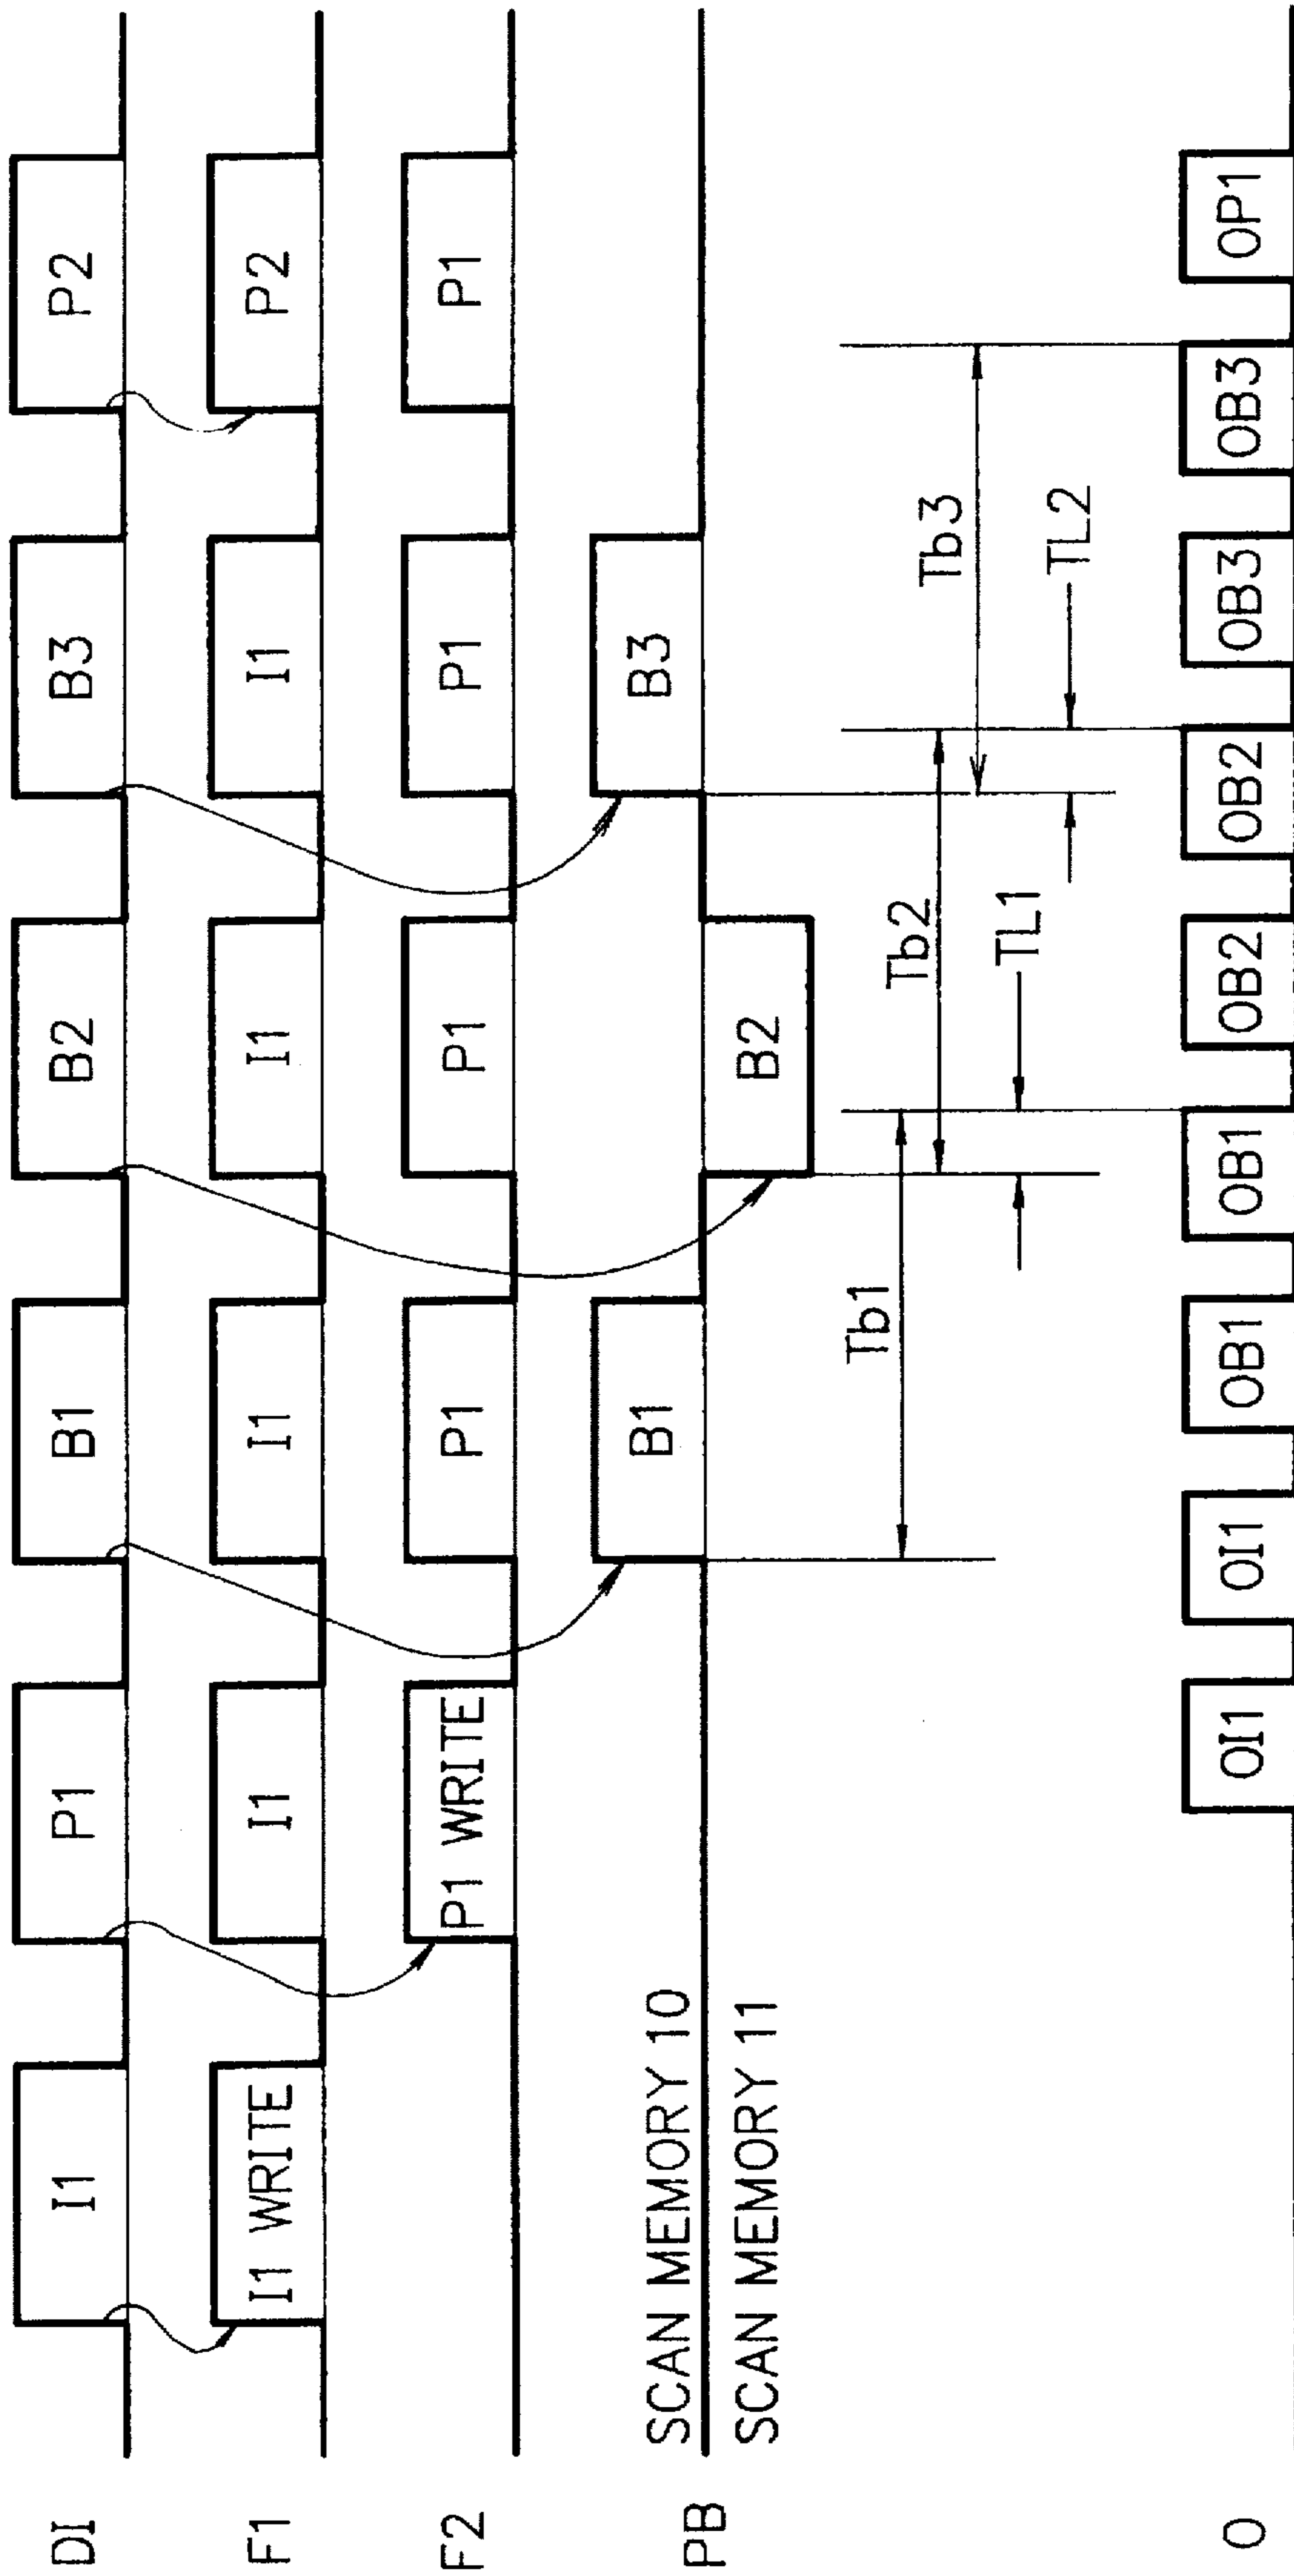 DI I1 P1 B1 B2 B3 P2
F1 I1 WRITE I1 I1 I1 I1 P2
F2 P1 WRITE P1 P1 P1 P1
SCAN MEMORY 10 B1 B3
PB
SCAN MEMORY 11 B2
Tb1 Tb2 Tb3
TL1 TL2
O OI1 OI1 OB1 OB1 OB2 OB2 OB3 OB3 OP1